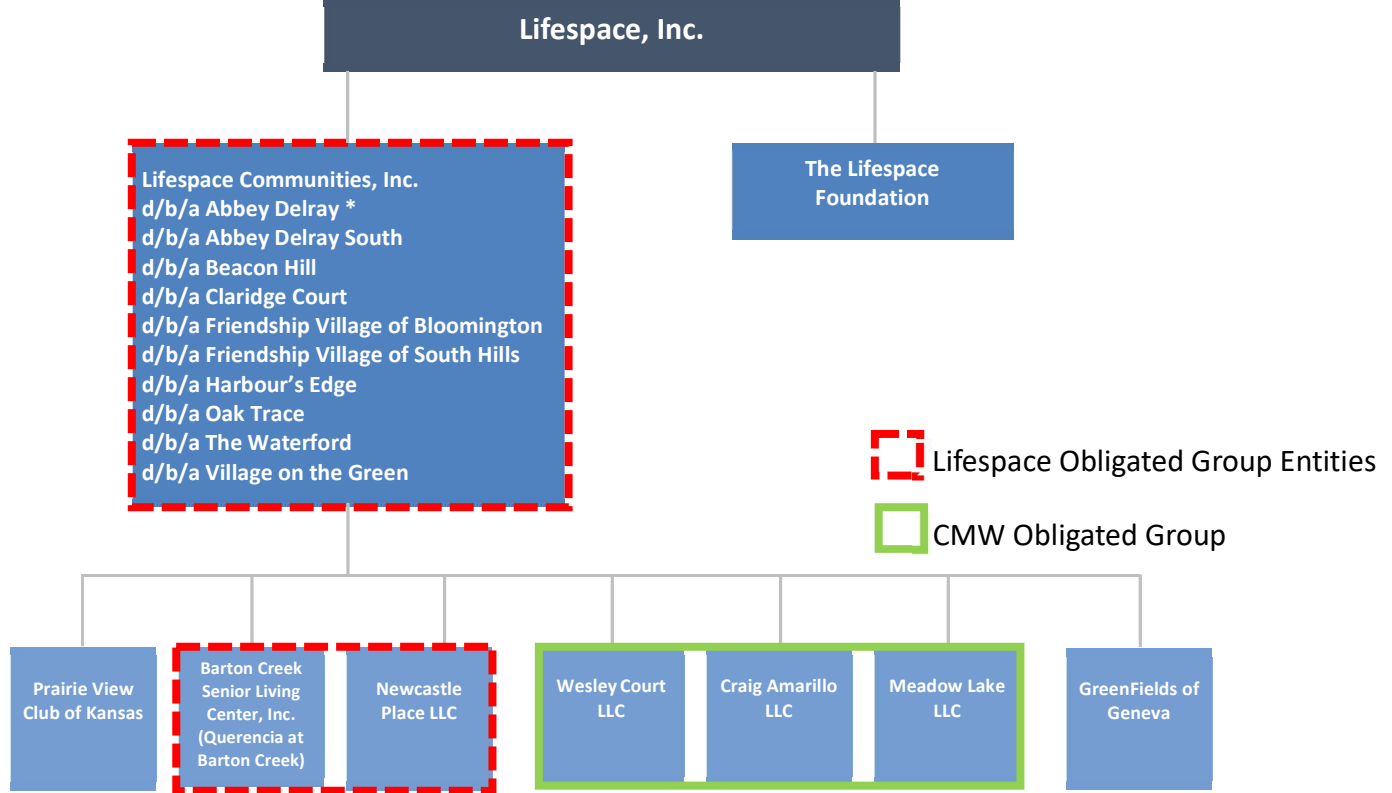 Lifespace, Inc.
Lifespace Communities, Inc.
d/b/a Abbey Delray *
d/b/a Abbey Delray South
d/b/a Beacon Hill
d/b/a Claridge Court
d/b/a Friendship Village of Bloomington
d/b/a Friendship Village of South Hills
d/b/a Harbour's Edge
d/b/a Oak Trace
d/b/a The Waterford
d/b/a Village on the Green
The Lifespace
Foundation
Lifespace Obligated Group Entities
CMW Obligated Group
Prairie View
Club of Kansas
Barton Creek
Senior Living
Center, Inc.
(Querencia at
Barton Creek)
Newcastle
Place LLC
Wesley Court
LLC
Craig Amarillo
LLC
Meadow Lake
LLC
GreenFields of
Geneva